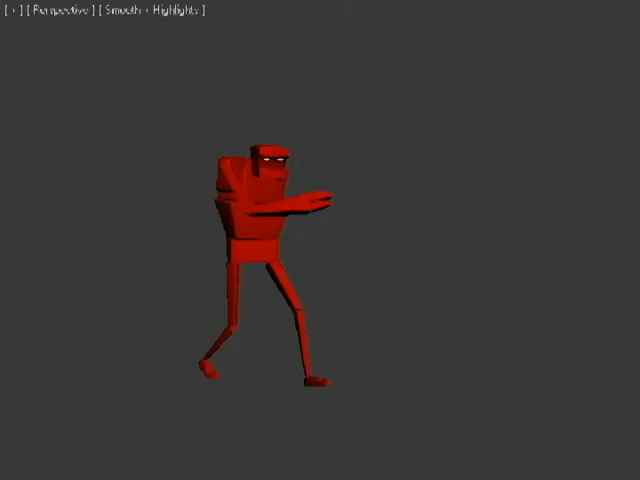 [ + ] [ Perspective ] [ Smooth + Highlights ]